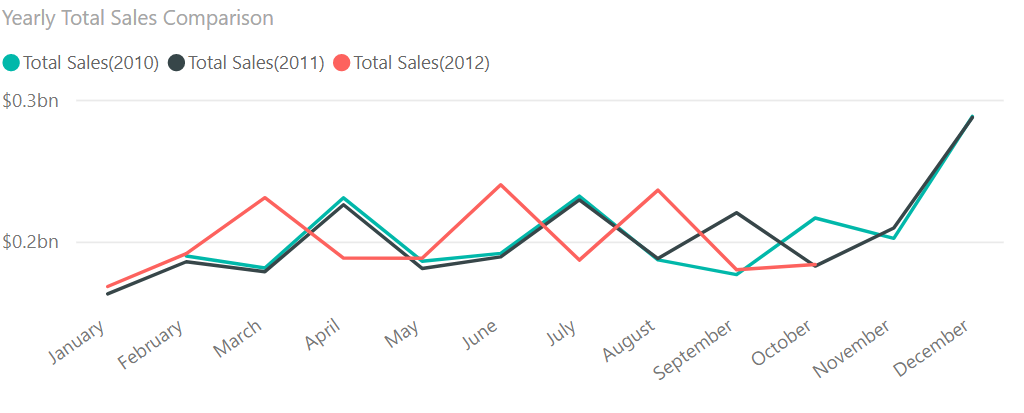 Yearly Total Sales Comparison
Total Sales(2010) Total Sales(2011) Total Sales(2012)
$0.3bn
$0.2bn
January February March April May June July August September October November December